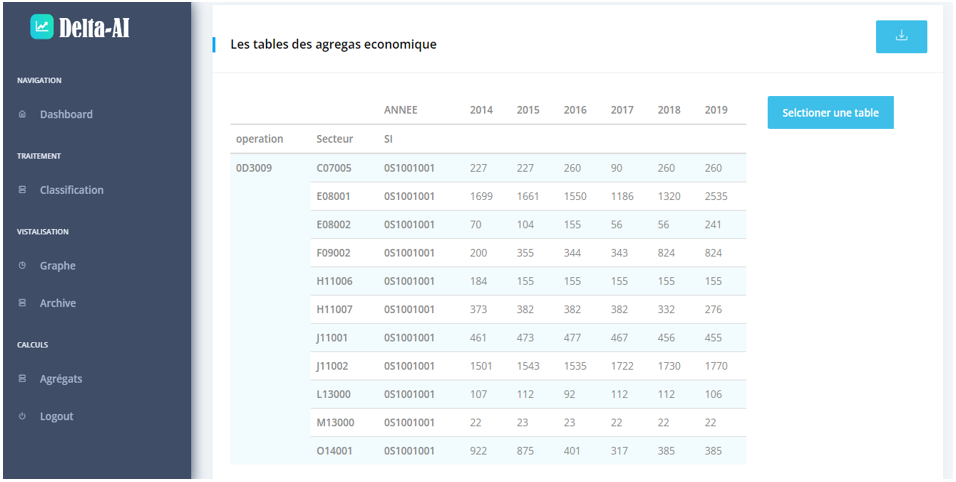 Delta-AI
NAVIGATION
Dashboard
TRAITEMENT
Classification
VISTALISATION
Graphe
Archive
CALCULS
Agrégats
Logout
Les tables des agregas economique
Selctioner une table
ANNEE 2014 2015 2016 2017 2018 2019
operation Secteur SI
0D3009 C07005 0S1001001 227 227 260 90 260 260
E08001 0S1001001 1699 1661 1550 1186 1320 2535
E08002 0S1001001 70 104 155 56 56 241
F09002 0S1001001 200 355 344 343 824 824
H11006 0S1001001 184 155 155 155 155 155
H11007 0S1001001 373 382 382 382 332 276
J11001 0S1001001 461 473 477 467 456 455
J11002 0S1001001 1501 1543 1535 1722 1730 1770
L13000 0S1001001 107 112 92 112 112 106
M13000 0S1001001 22 23 23 22 22 22
O14001 0S1001001 922 875 401 317 385 385